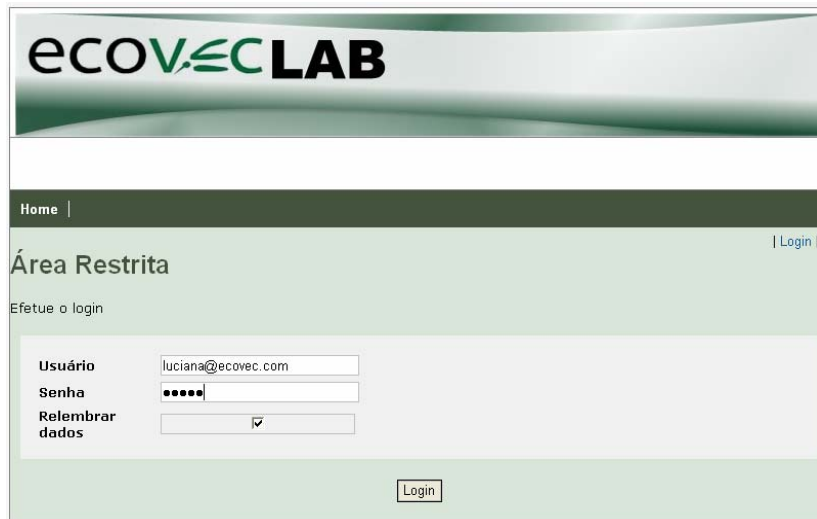 ecovecLAB
Home |
| Login |
Área Restrita
Efetue o login
Usuário luciana@ecovec.com
Senha •••••
Relembrar
dados
Login